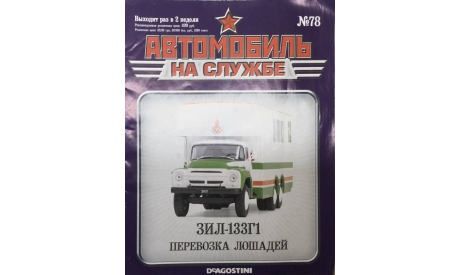 Выходит раз в 2 недели
№78
АВТОМОБИЛЬ
НА СЛУЖБЕ
ЗИЛ-133Г1
ПЕРЕВОЗКА ЛОШАДЕЙ
DeAGOSTINI